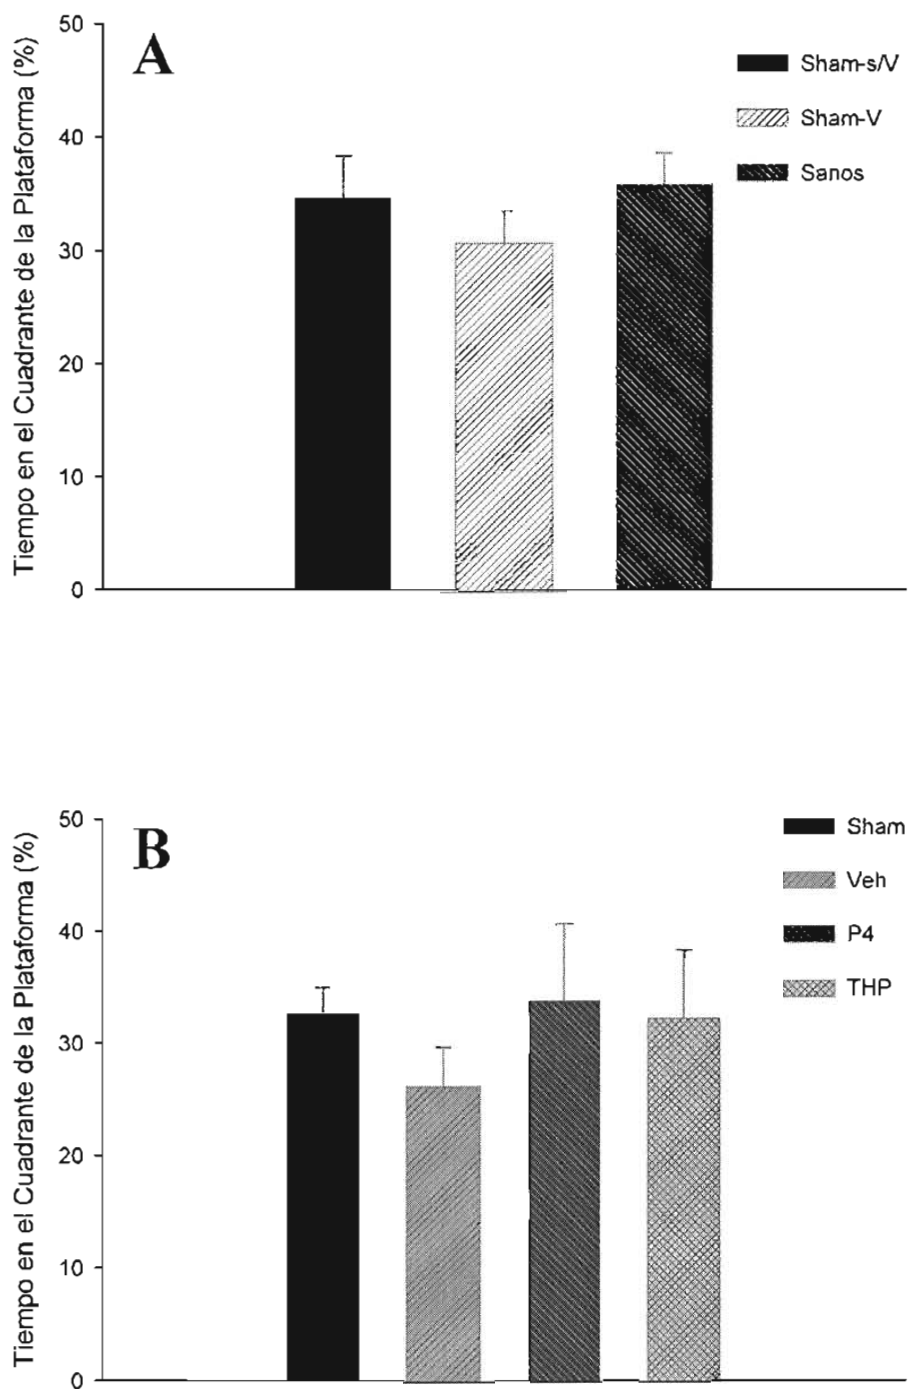 Tiempo en el Cuadrante de la Plataforma (%)
50
40
30
20
10
0
A
Sham-s/V
Sham-V
Sanos
Tiempo en el Cuadrante de la Plataforma (%)
50
40
30
20
10
0
B
Sham
Veh
P4
THP